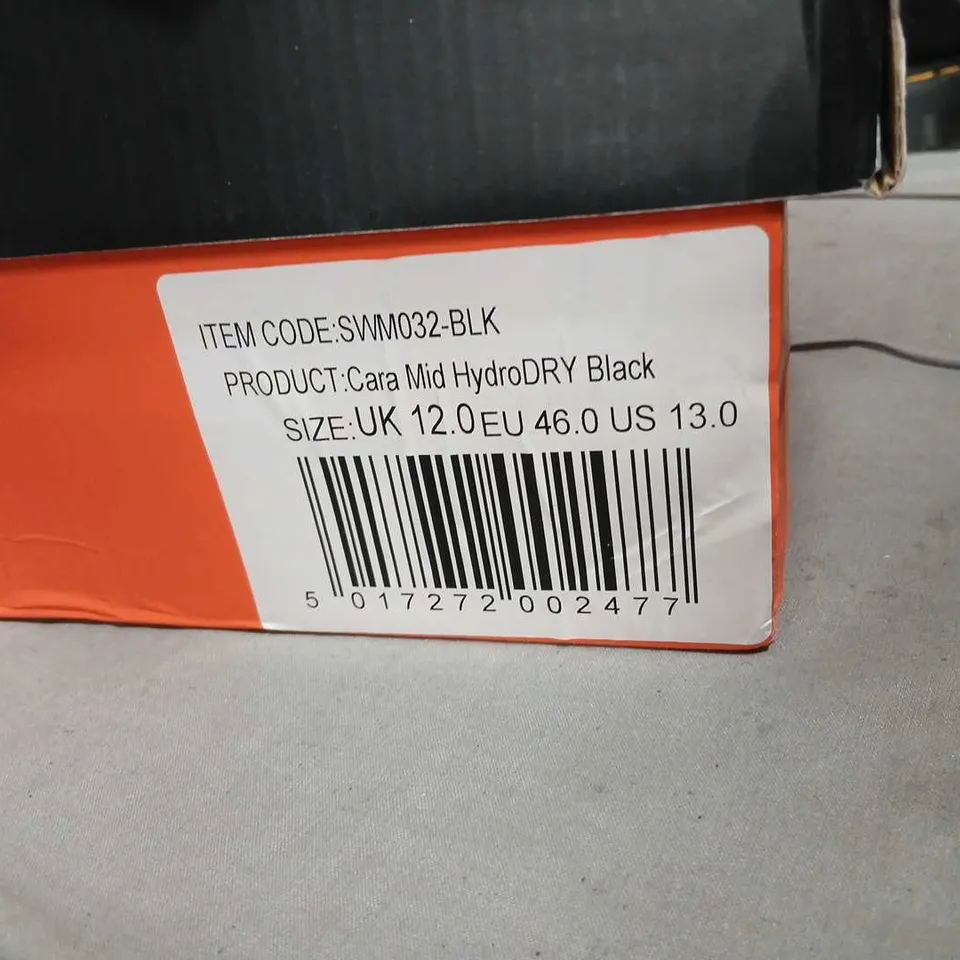 ITEM CODE:SWM032-BLK
PRODUCT:Cara Mid HydroDRY Black
SIZE:UK 12.0 EU 46.0 US 13.0
5 017272 002477